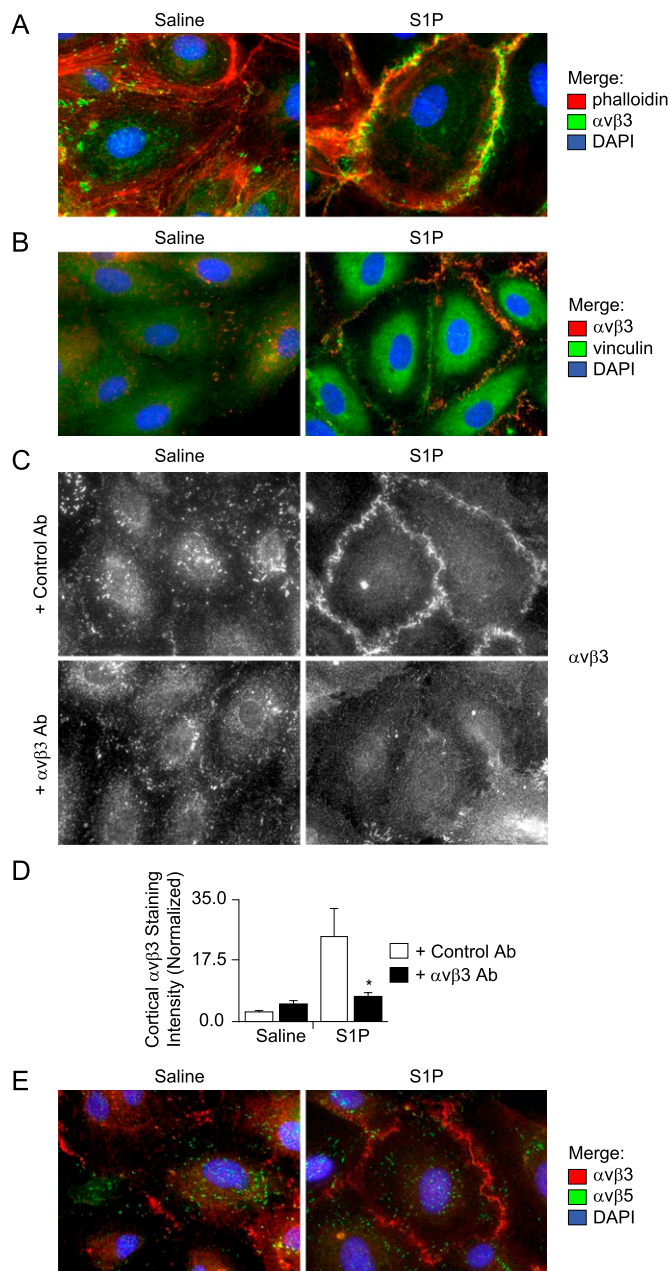 A
Saline S1P
Merge:
phalloidin
αvβ3
DAPI
B
Saline S1P
Merge:
αvβ3
vinculin
DAPI
C
Saline S1P
+ Control Ab
+ αvβ3 Ab
αvβ3
D
Cortical αvβ3 Staining
Intensity (Normalized)
35.0
17.5
0.0
*
Saline S1P
+ Control Ab
+ αvβ3 Ab
E
Saline S1P
Merge:
αvβ3
αvβ5
DAPI